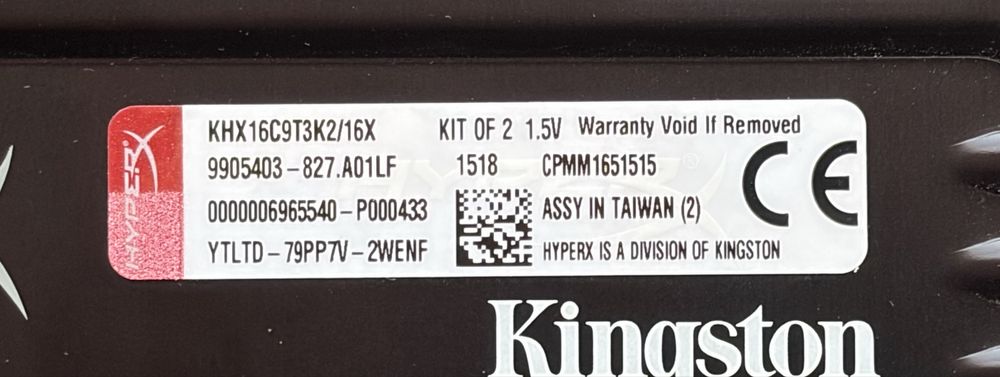 HYPERX
KHX16C9T3K2/16X KIT OF 2 1.5V Warranty Void If Removed
9905403-827.A01LF 1518 CPMM1651515
0000006965540-P000433 ASSY IN TAIWAN (2)
YTLTD-79PP7V-2WENF HYPERX IS A DIVISION OF KINGSTON
CE
Kingston